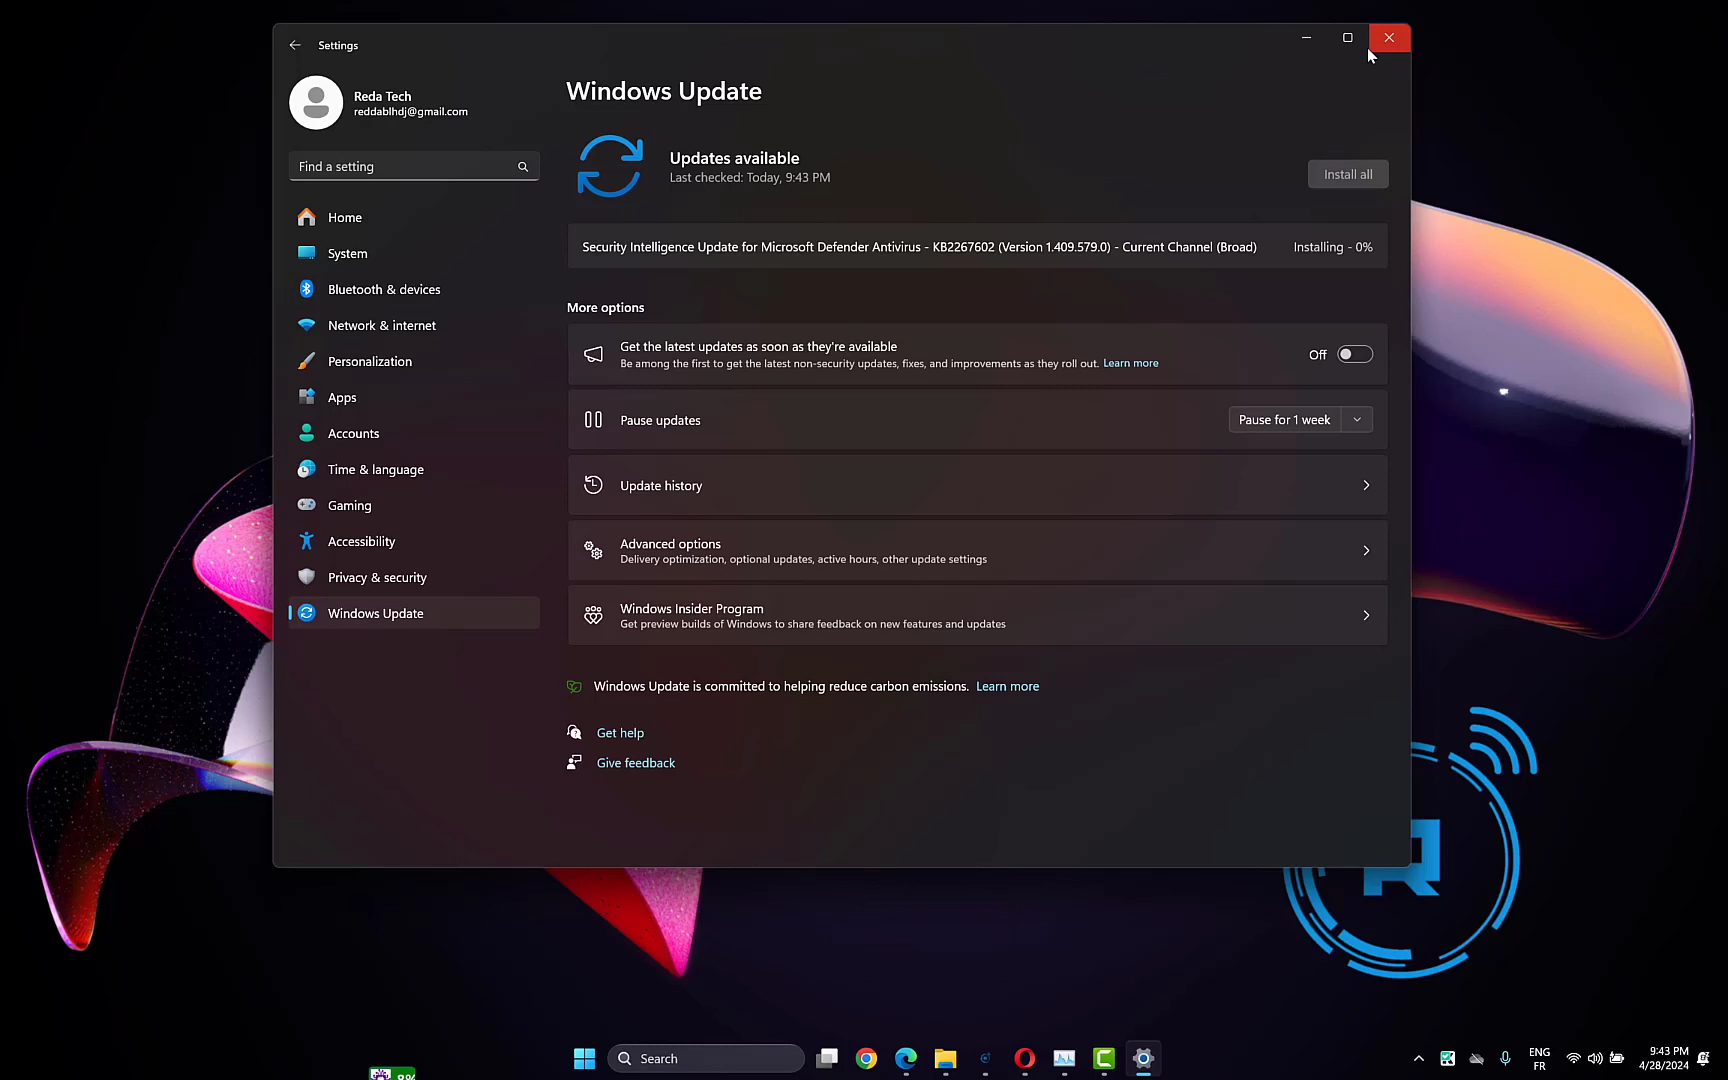 Settings
Reda Tech
reddablhdj@gmail.com
Find a setting
Home
System
Bluetooth & devices
Network & internet
Personalization
Apps
Accounts
Time & language
Gaming
Accessibility
Privacy & security
Windows Update
Windows Update
Updates available
Last checked: Today, 9:43 PM
Install all
Security Intelligence Update for Microsoft Defender Antivirus - KB2267602 (Version 1.409.579.0) - Current Channel (Broad) Installing - 0%
More options
Get the latest updates as soon as they're available
Be among the first to get the latest non-security updates, fixes, and improvements as they roll out. Learn more
Off
Pause updates
Pause for 1 week
Update history
Advanced options
Delivery optimization, optional updates, active hours, other update settings
Windows Insider Program
Get preview builds of Windows to share feedback on new features and updates
Windows Update is committed to helping reduce carbon emissions. Learn more
Get help
Give feedback
R
8%
Search
ENG
FR
9:43 PM
4/28/2024